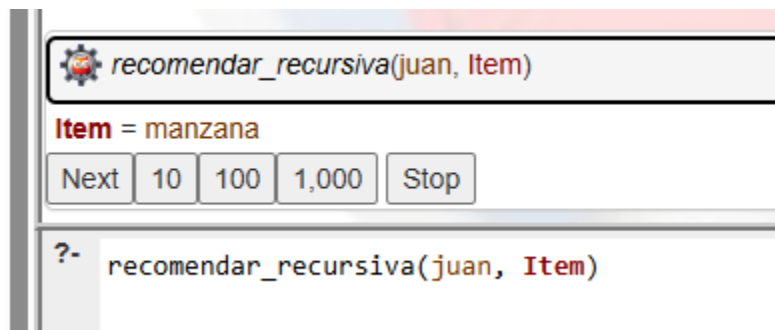 recomendar_recursiva(juan, Item)
Item = manzana
Next 10 100 1,000 Stop
?- recomendar_recursiva(juan, Item)